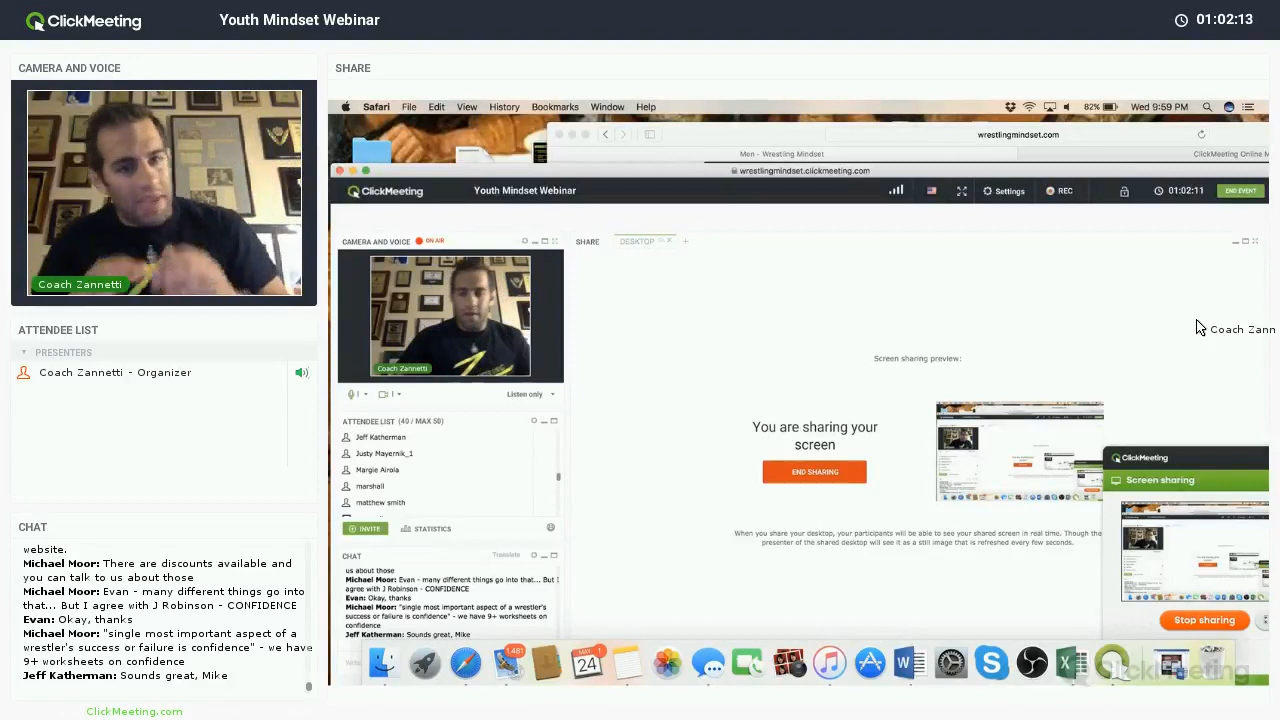 ClickMeeting
Youth Mindset Webinar
01:02:13
CAMERA AND VOICE
Coach Zannetti
ATTENDEE LIST
PRESENTERS
Coach Zannetti - Organizer
CHAT
website.
Michael Moor: There are discounts available and
you can talk to us about those
Michael Moor: Evan - many different things go into
that... But I agree with J Robinson - CONFIDENCE
Evan: Okay, thanks
Michael Moor: "single most important aspect of a
wrestler's success or failure is confidence" - we have
9+ worksheets on confidence
Jeff Katherman: Sounds great, Mike
ClickMeeting.com
SHARE
Safari File Edit View History Bookmarks Window Help
82% Wed 9:59 PM
wrestlingmindset.com
Men - Wrestling Mindset
ClickMeeting Online M
wrestlingmindset.clickmeeting.com
ClickMeeting
Youth Mindset Webinar
Settings
REC
01:02:11
END EVENT
CAMERA AND VOICE ON AIR
Coach Zannetti
Listen only
ATTENDEE LIST (40 / MAX 50)
Jeff Katherman
Justy Mayernik_1
Margie Airola
marshall
matthew smith
INVITE
STATISTICS
CHAT
Translate
us about those
Michael Moor: Evan - many different things go into that... But I
agree with J Robinson - CONFIDENCE
Evan: Okay, thanks
Michael Moor: "single most important aspect of a wrestler's
success or failure is confidence" - we have 9+ worksheets on
confidence
Jeff Katherman: Sounds great, Mike
SHARE
DESKTOP
Coach Zann
Screen sharing preview:
You are sharing your
screen
END SHARING
When you share your desktop, your participants will be able to see your shared screen in real time. Though the
presenter of the shared desktop will see it as a still image that is refreshed every few seconds.
ClickMeeting
Screen sharing
Stop sharing
1,481
MAY 1
24
ClickMeeting